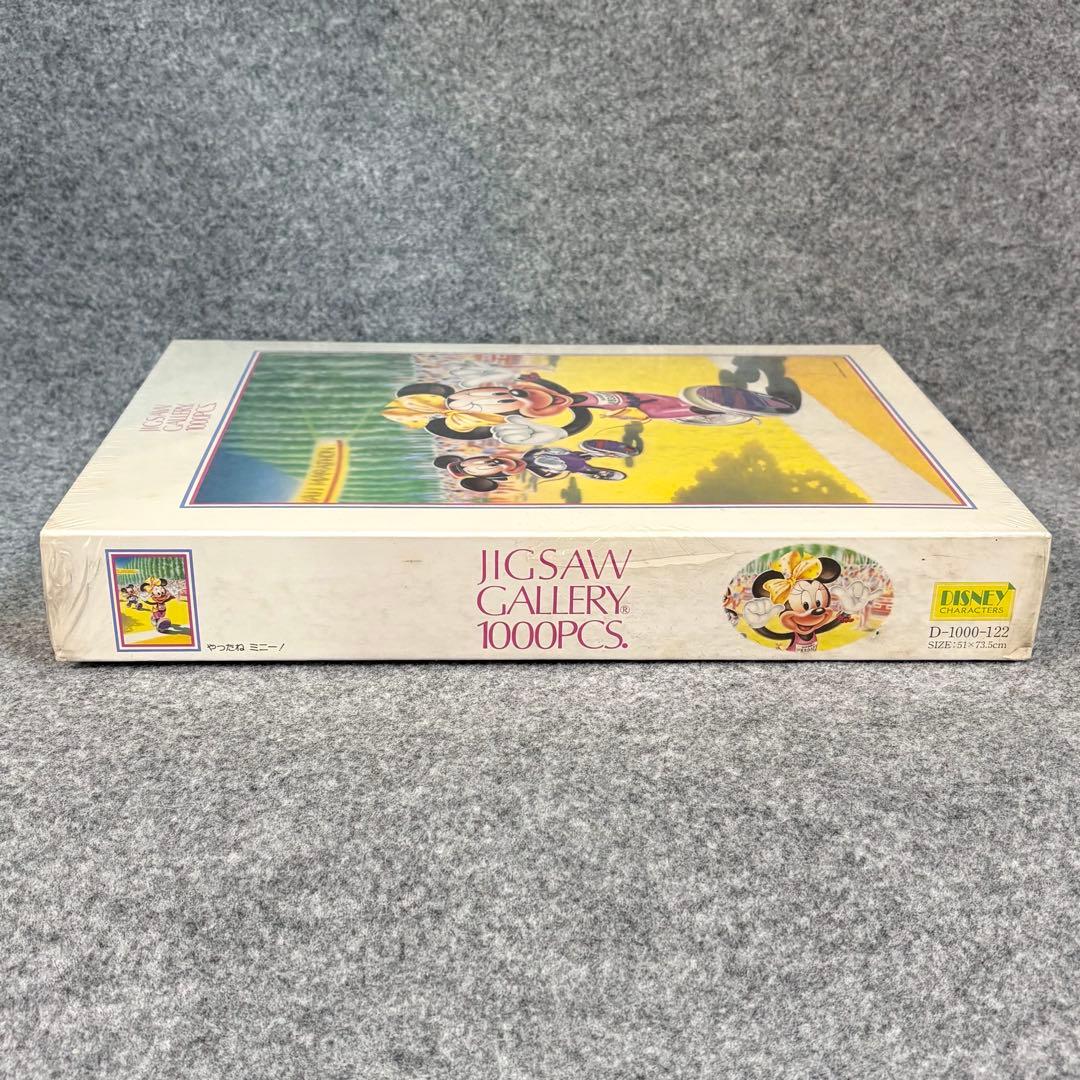 JIGSAW
GALLERY
1000PCS
JIGSAW
GALLERY®
1000PCS.
やったね ミニー!
DISNEY
CHARACTERS
D-1000-122
SIZE:51×73.5cm